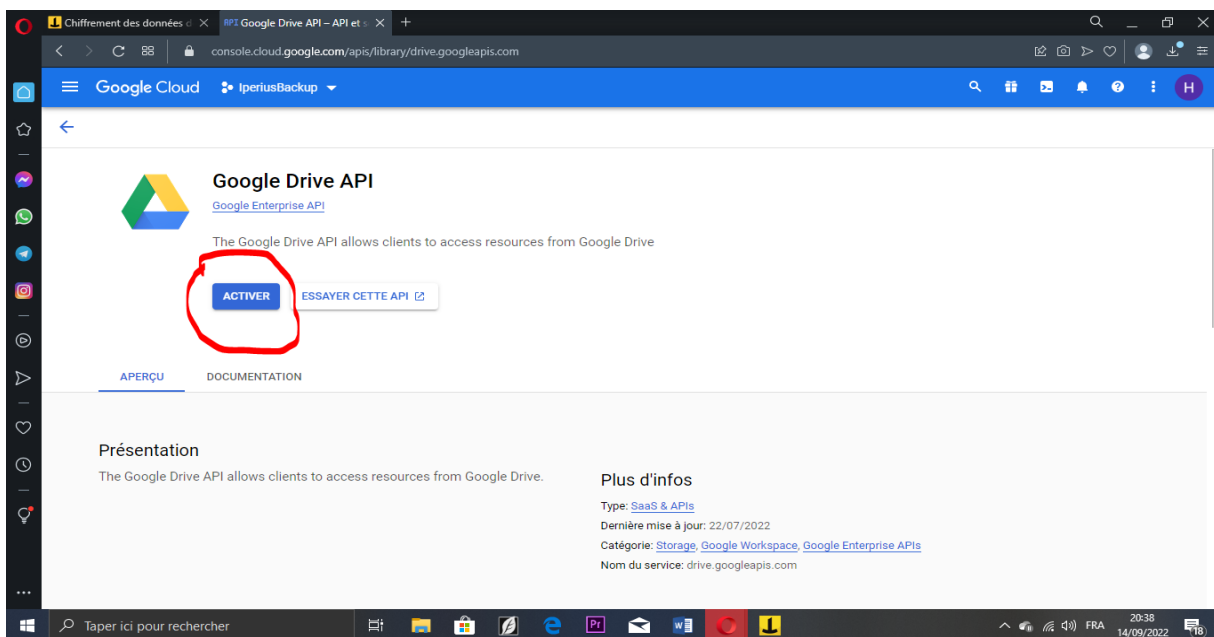 Chiffrement des données d
API Google Drive API – API et s
console.cloud.google.com/apis/library/drive.googleapis.com
Google Cloud IperiusBackup
H
Google Drive API
Google Enterprise API
The Google Drive API allows clients to access resources from Google Drive
ACTIVER ESSAYER CETTE API
APERÇU DOCUMENTATION
Présentation
The Google Drive API allows clients to access resources from Google Drive.
Plus d'infos
Type: SaaS & APIs
Dernière mise à jour: 22/07/2022
Catégorie: Storage, Google Workspace, Google Enterprise APIs
Nom du service: drive.googleapis.com
Taper ici pour rechercher
Pr
FRA
20:38
14/09/2022
18